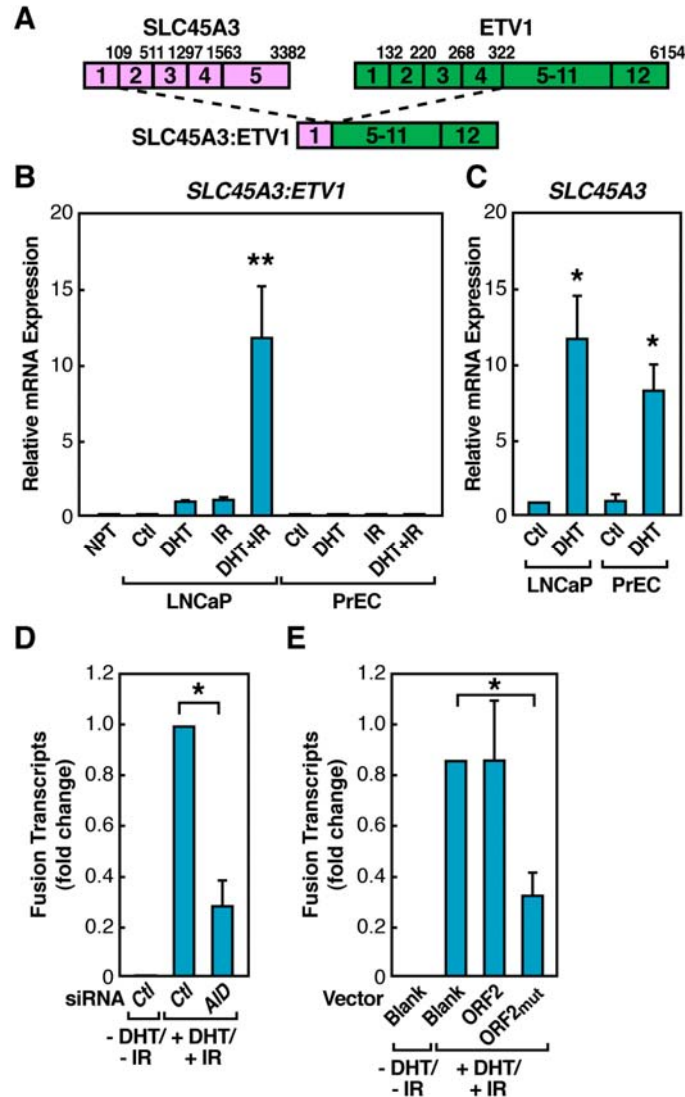 A
SLC45A3 ETV1
109 511 1297 1563 3382 132 220 268 322 6154
1 2 3 4 5 1 2 3 4 5-11 12
SLC45A3:ETV1 1 5-11 12
B SLC45A3:ETV1
Relative mRNA Expression
20
15
10
5
0
**
NPT Ctl DHT IR DHT+IR Ctl DHT IR DHT+IR
LNCaP PrEC
C SLC45A3
Relative mRNA Expression
20
15
10
5
0
* *
Ctl DHT Ctl DHT
LNCaP PrEC
D
Fusion Transcripts
(fold change)
1.2
1.0
0.8
0.6
0.4
0.2
0
*
siRNA Ctl Ctl AID
- DHT/ + DHT/
- IR + IR
E
Fusion Transcripts
(fold change)
1.2
1.0
0.8
0.6
0.4
0.2
0
*
Vector Blank Blank ORF2 ORF2mut
- DHT/ + DHT/
- IR + IR